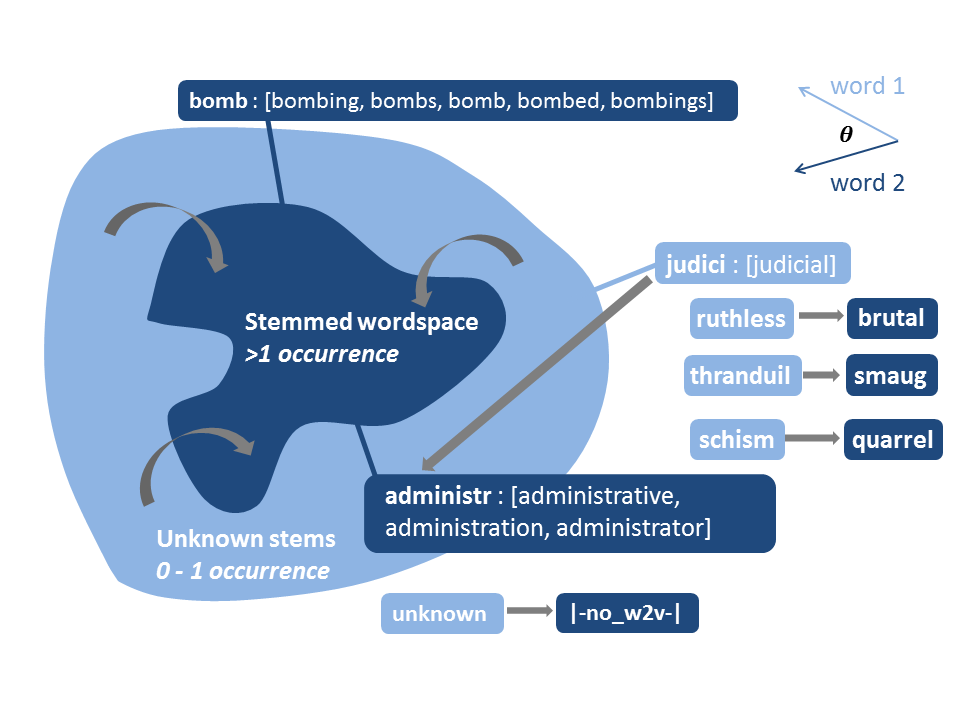 word 1
bomb : [bombing, bombs, bomb, bombed, bombings]
θ
word 2
judici : [judicial]
ruthless
brutal
Stemmed wordspace
>1 occurrence
thranduil
smaug
schism
quarrel
administr : [administrative,
administration, administrator]
Unknown stems
0 - 1 occurrence
unknown
|-no_w2v-|